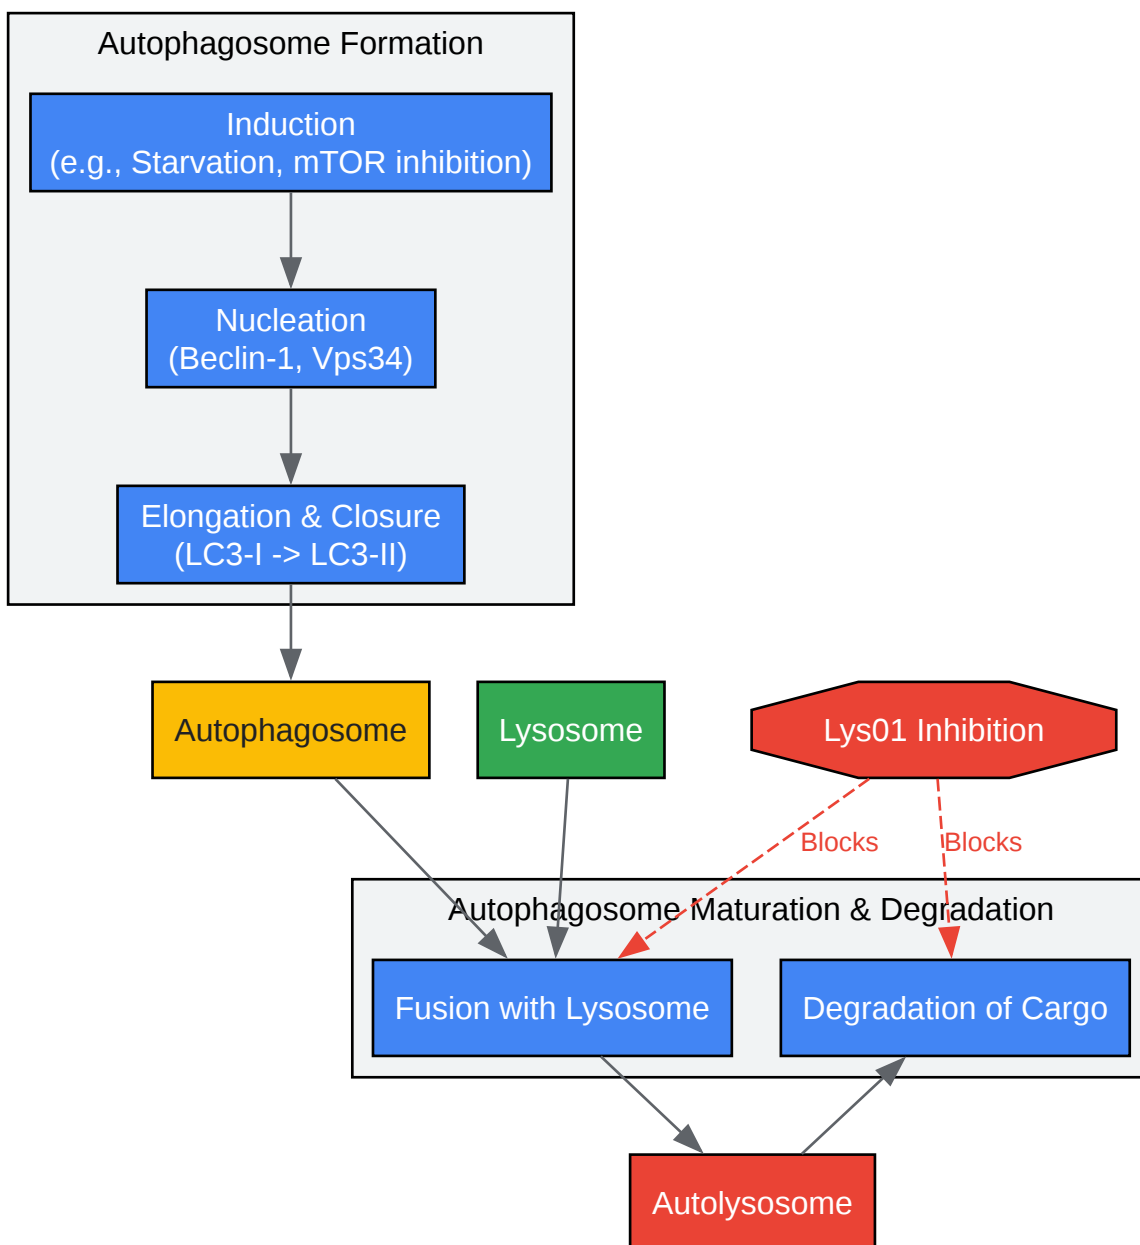 Autophagosome Formation
Induction
(e.g., Starvation, mTOR inhibition)
Nucleation
(Beclin-1, Vps34)
Elongation & Closure
(LC3-I -> LC3-II)
Autophagosome
Lysosome
Lys01 Inhibition
Blocks
Blocks
Autophagosome Maturation & Degradation
Fusion with Lysosome
Degradation of Cargo
Autolysosome